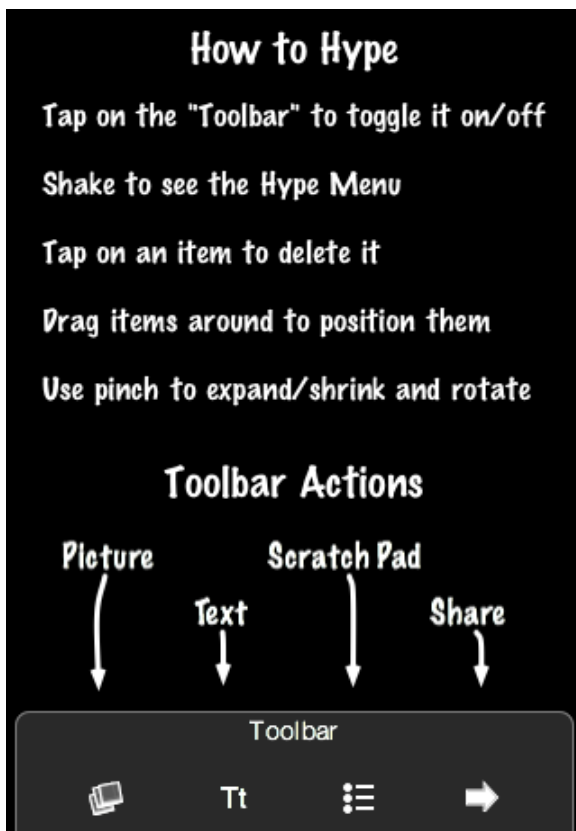 How to Hype
Tap on the "Toolbar" to toggle it on/off
Shake to see the Hype Menu
Tap on an item to delete it
Drag items around to position them
Use pinch to expand/shrink and rotate
Toolbar Actions
Picture
Scratch Pad
Text
Share
Toolbar
Tt